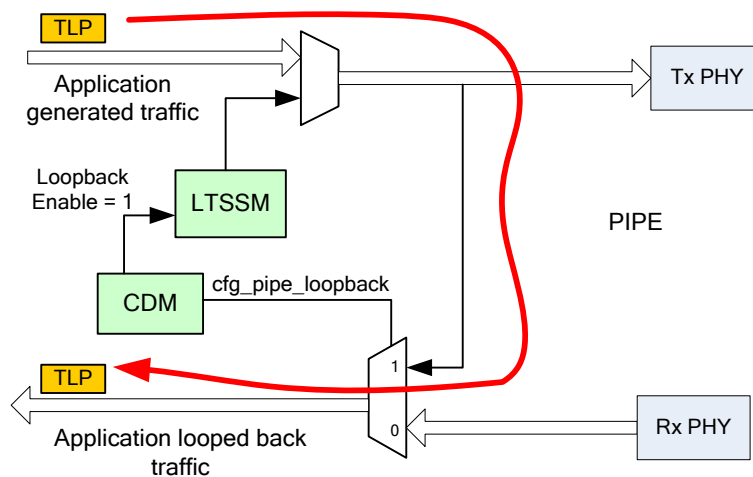 TLP
Application
generated traffic
Tx PHY
Loopback
Enable = 1
LTSSM
PIPE
CDM
cfg_pipe_loopback
TLP
1
0
Rx PHY
Application looped back
traffic